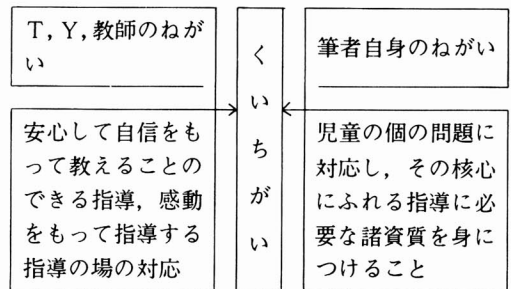 T，Y，教師のねが
い
安心して自信をも
って教えることの
できる指導，感動
をもって指導する
指導の場の対応
くいちがい
筆者自身のねがい
児童の個の問題に
対応し，その核心
にふれる指導に必
要な諸資質を身に
つけること